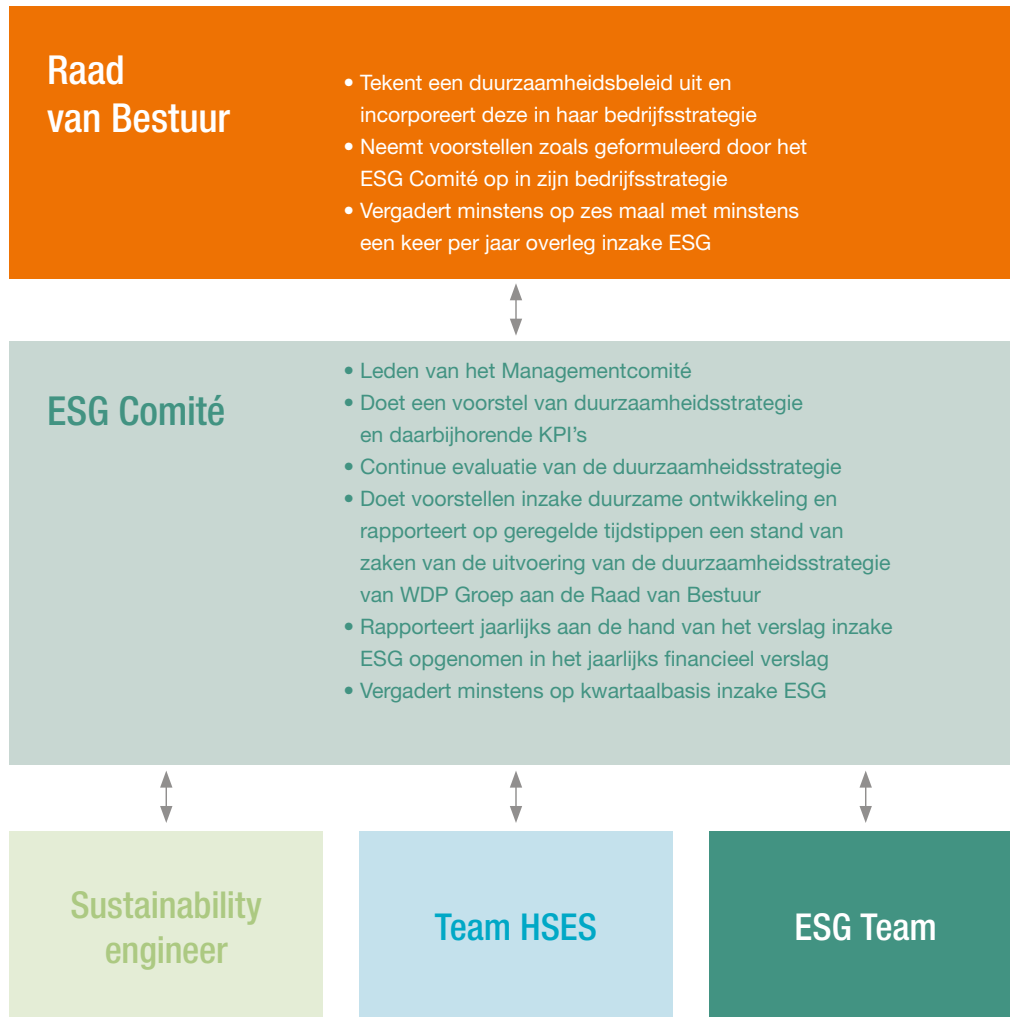 Raad
van Bestuur
• Tekent een duurzaamheidsbeleid uit en
incorporeert deze in haar bedrijfsstrategie
• Neemt voorstellen zoals geformuleerd door het
ESG Comité op in zijn bedrijfsstrategie
• Vergadert minstens op zes maal met minstens
een keer per jaar overleg inzake ESG
ESG Comité
• Leden van het Managementcomité
• Doet een voorstel van duurzaamheidsstrategie
en daarbijhorende KPI's
• Continue evaluatie van de duurzaamheidsstrategie
• Doet voorstellen inzake duurzame ontwikkeling en
rapporteert op geregelde tijdstippen een stand van
zaken van de uitvoering van de duurzaamheidsstrategie
van WDP Groep aan de Raad van Bestuur
• Rapporteert jaarlijks aan de hand van het verslag inzake
ESG opgenomen in het jaarlijks financieel verslag
• Vergadert minstens op kwartaalbasis inzake ESG
Sustainability
engineer
Team HSES
ESG Team